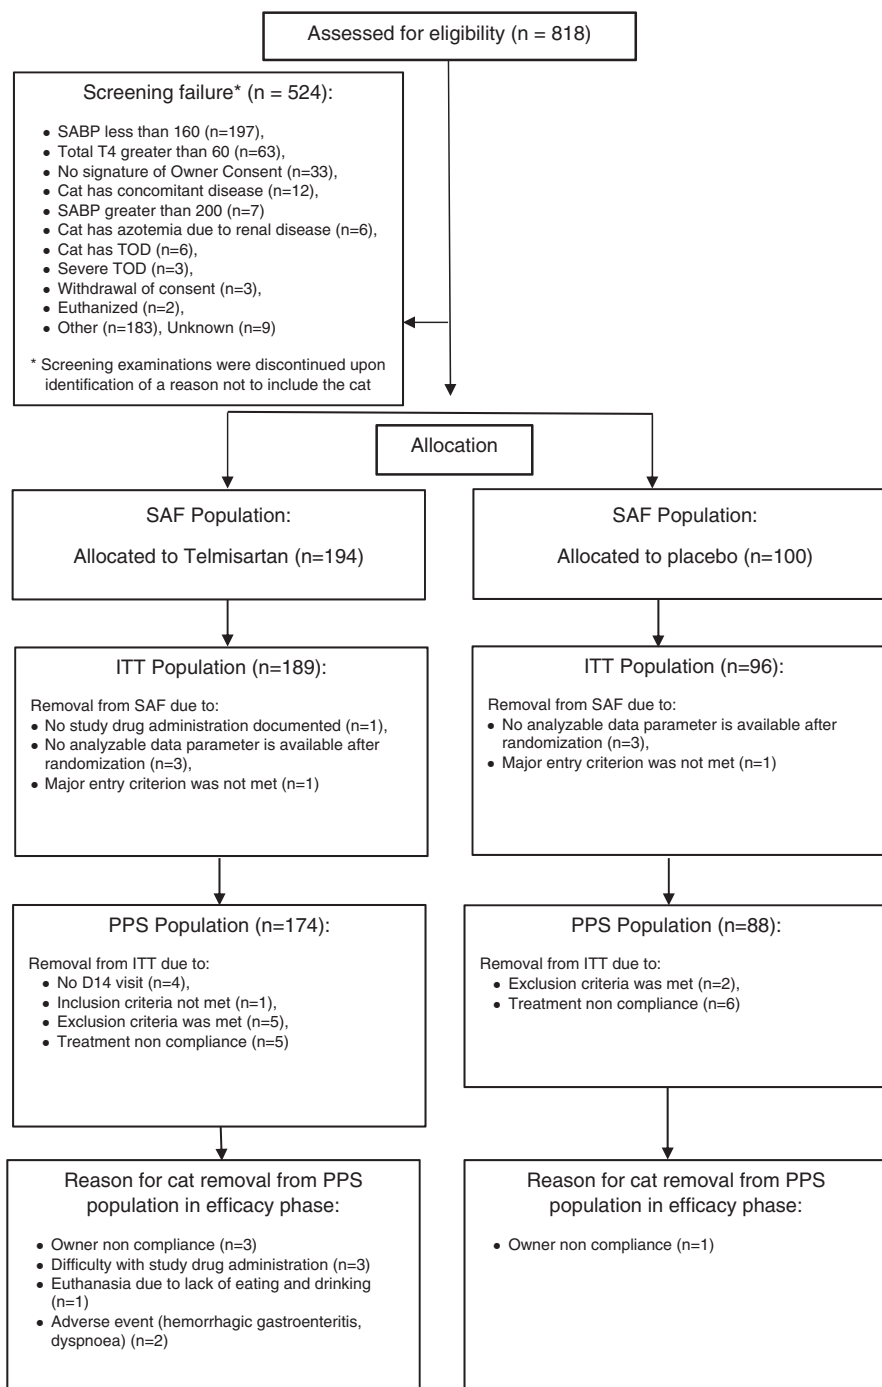 Assessed for eligibility (n = 818)
Screening failure* (n = 524):
• SABP less than 160 (n=197),
• Total T4 greater than 60 (n=63),
• No signature of Owner Consent (n=33),
• Cat has concomitant disease (n=12),
• SABP greater than 200 (n=7)
• Cat has azotemia due to renal disease (n=6),
• Cat has TOD (n=6),
• Severe TOD (n=3),
• Withdrawal of consent (n=3),
• Euthanized (n=2),
• Other (n=183), Unknown (n=9)
* Screening examinations were discontinued upon
identification of a reason not to include the cat
Allocation
SAF Population:
Allocated to Telmisartan (n=194)
SAF Population:
Allocated to placebo (n=100)
ITT Population (n=189):
Removal from SAF due to:
• No study drug administration documented (n=1),
• No analyzable data parameter is available after
randomization (n=3),
• Major entry criterion was not met (n=1)
ITT Population (n=96):
Removal from SAF due to:
• No analyzable data parameter is available after
randomization (n=3),
• Major entry criterion was not met (n=1)
PPS Population (n=174):
Removal from ITT due to:
• No D14 visit (n=4),
• Inclusion criteria not met (n=1),
• Exclusion criteria was met (n=5),
• Treatment non compliance (n=5)
PPS Population (n=88):
Removal from ITT due to:
• Exclusion criteria was met (n=2),
• Treatment non compliance (n=6)
Reason for cat removal from PPS
population in efficacy phase:
• Owner non compliance (n=3)
• Difficulty with study drug administration (n=3)
• Euthanasia due to lack of eating and drinking
(n=1)
• Adverse event (hemorrhagic gastroenteritis,
dyspnoea) (n=2)
Reason for cat removal from PPS
population in efficacy phase:
• Owner non compliance (n=1)